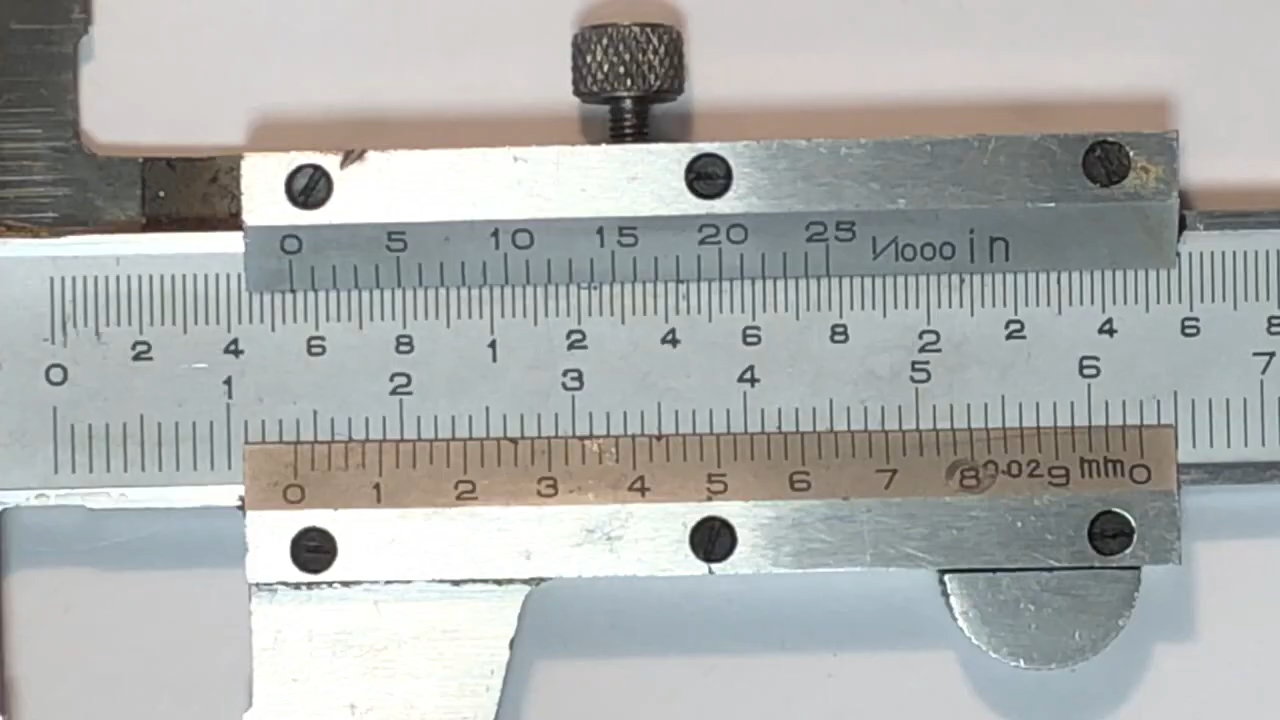 0 5 10 15 20 25 1/1000 in
0 2 4 6 8 1 2 4 6 8 2 2 4 6 8
0 1 2 3 4 5 6 7
0 1 2 3 4 5 6 7 8 0.02 9 mm 0